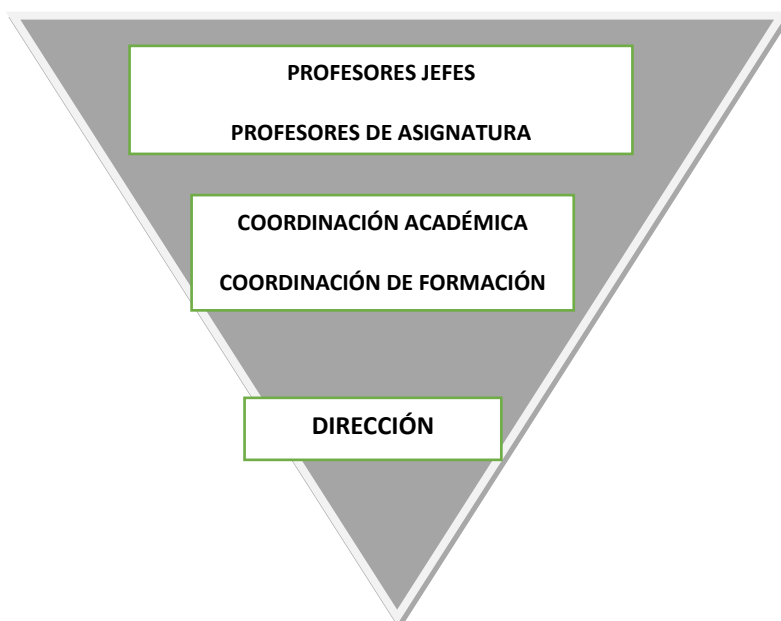 PROFESORES JEFES
PROFESORES DE ASIGNATURA
COORDINACIÓN ACADÉMICA
COORDINACIÓN DE FORMACIÓN
DIRECCIÓN